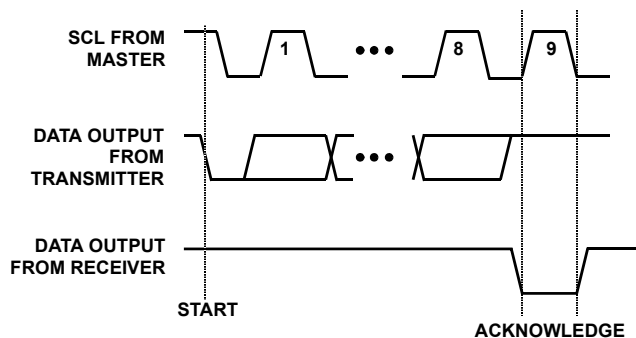 SCL FROM
MASTER
1
8
9
DATA OUTPUT
FROM
TRANSMITTER
DATA OUTPUT
FROM RECEIVER
START
ACKNOWLEDGE